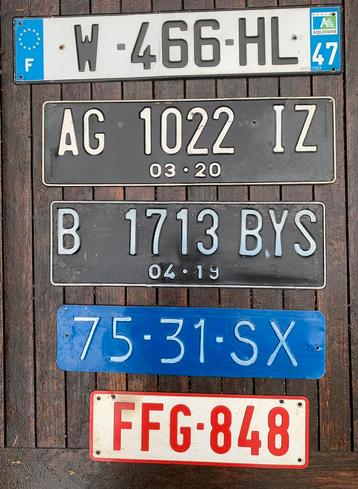 W-466-HL
F
AQUITAINE
47
AG 1022 IZ
03·20
B 1713 BYS
04·19
75-31-SX
FFG-848